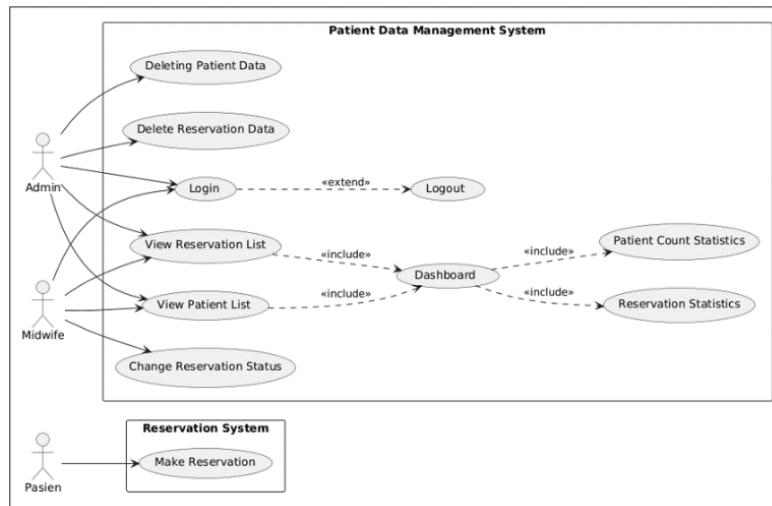 Patient Data Management System
Deleting Patient Data
Delete Reservation Data
Admin
Login
«extend»
Logout
View Reservation List
«include»
Dashboard
«include»
Patient Count Statistics
Midwife
View Patient List
«include»
«include»
Reservation Statistics
Change Reservation Status
Reservation System
Pasien
Make Reservation